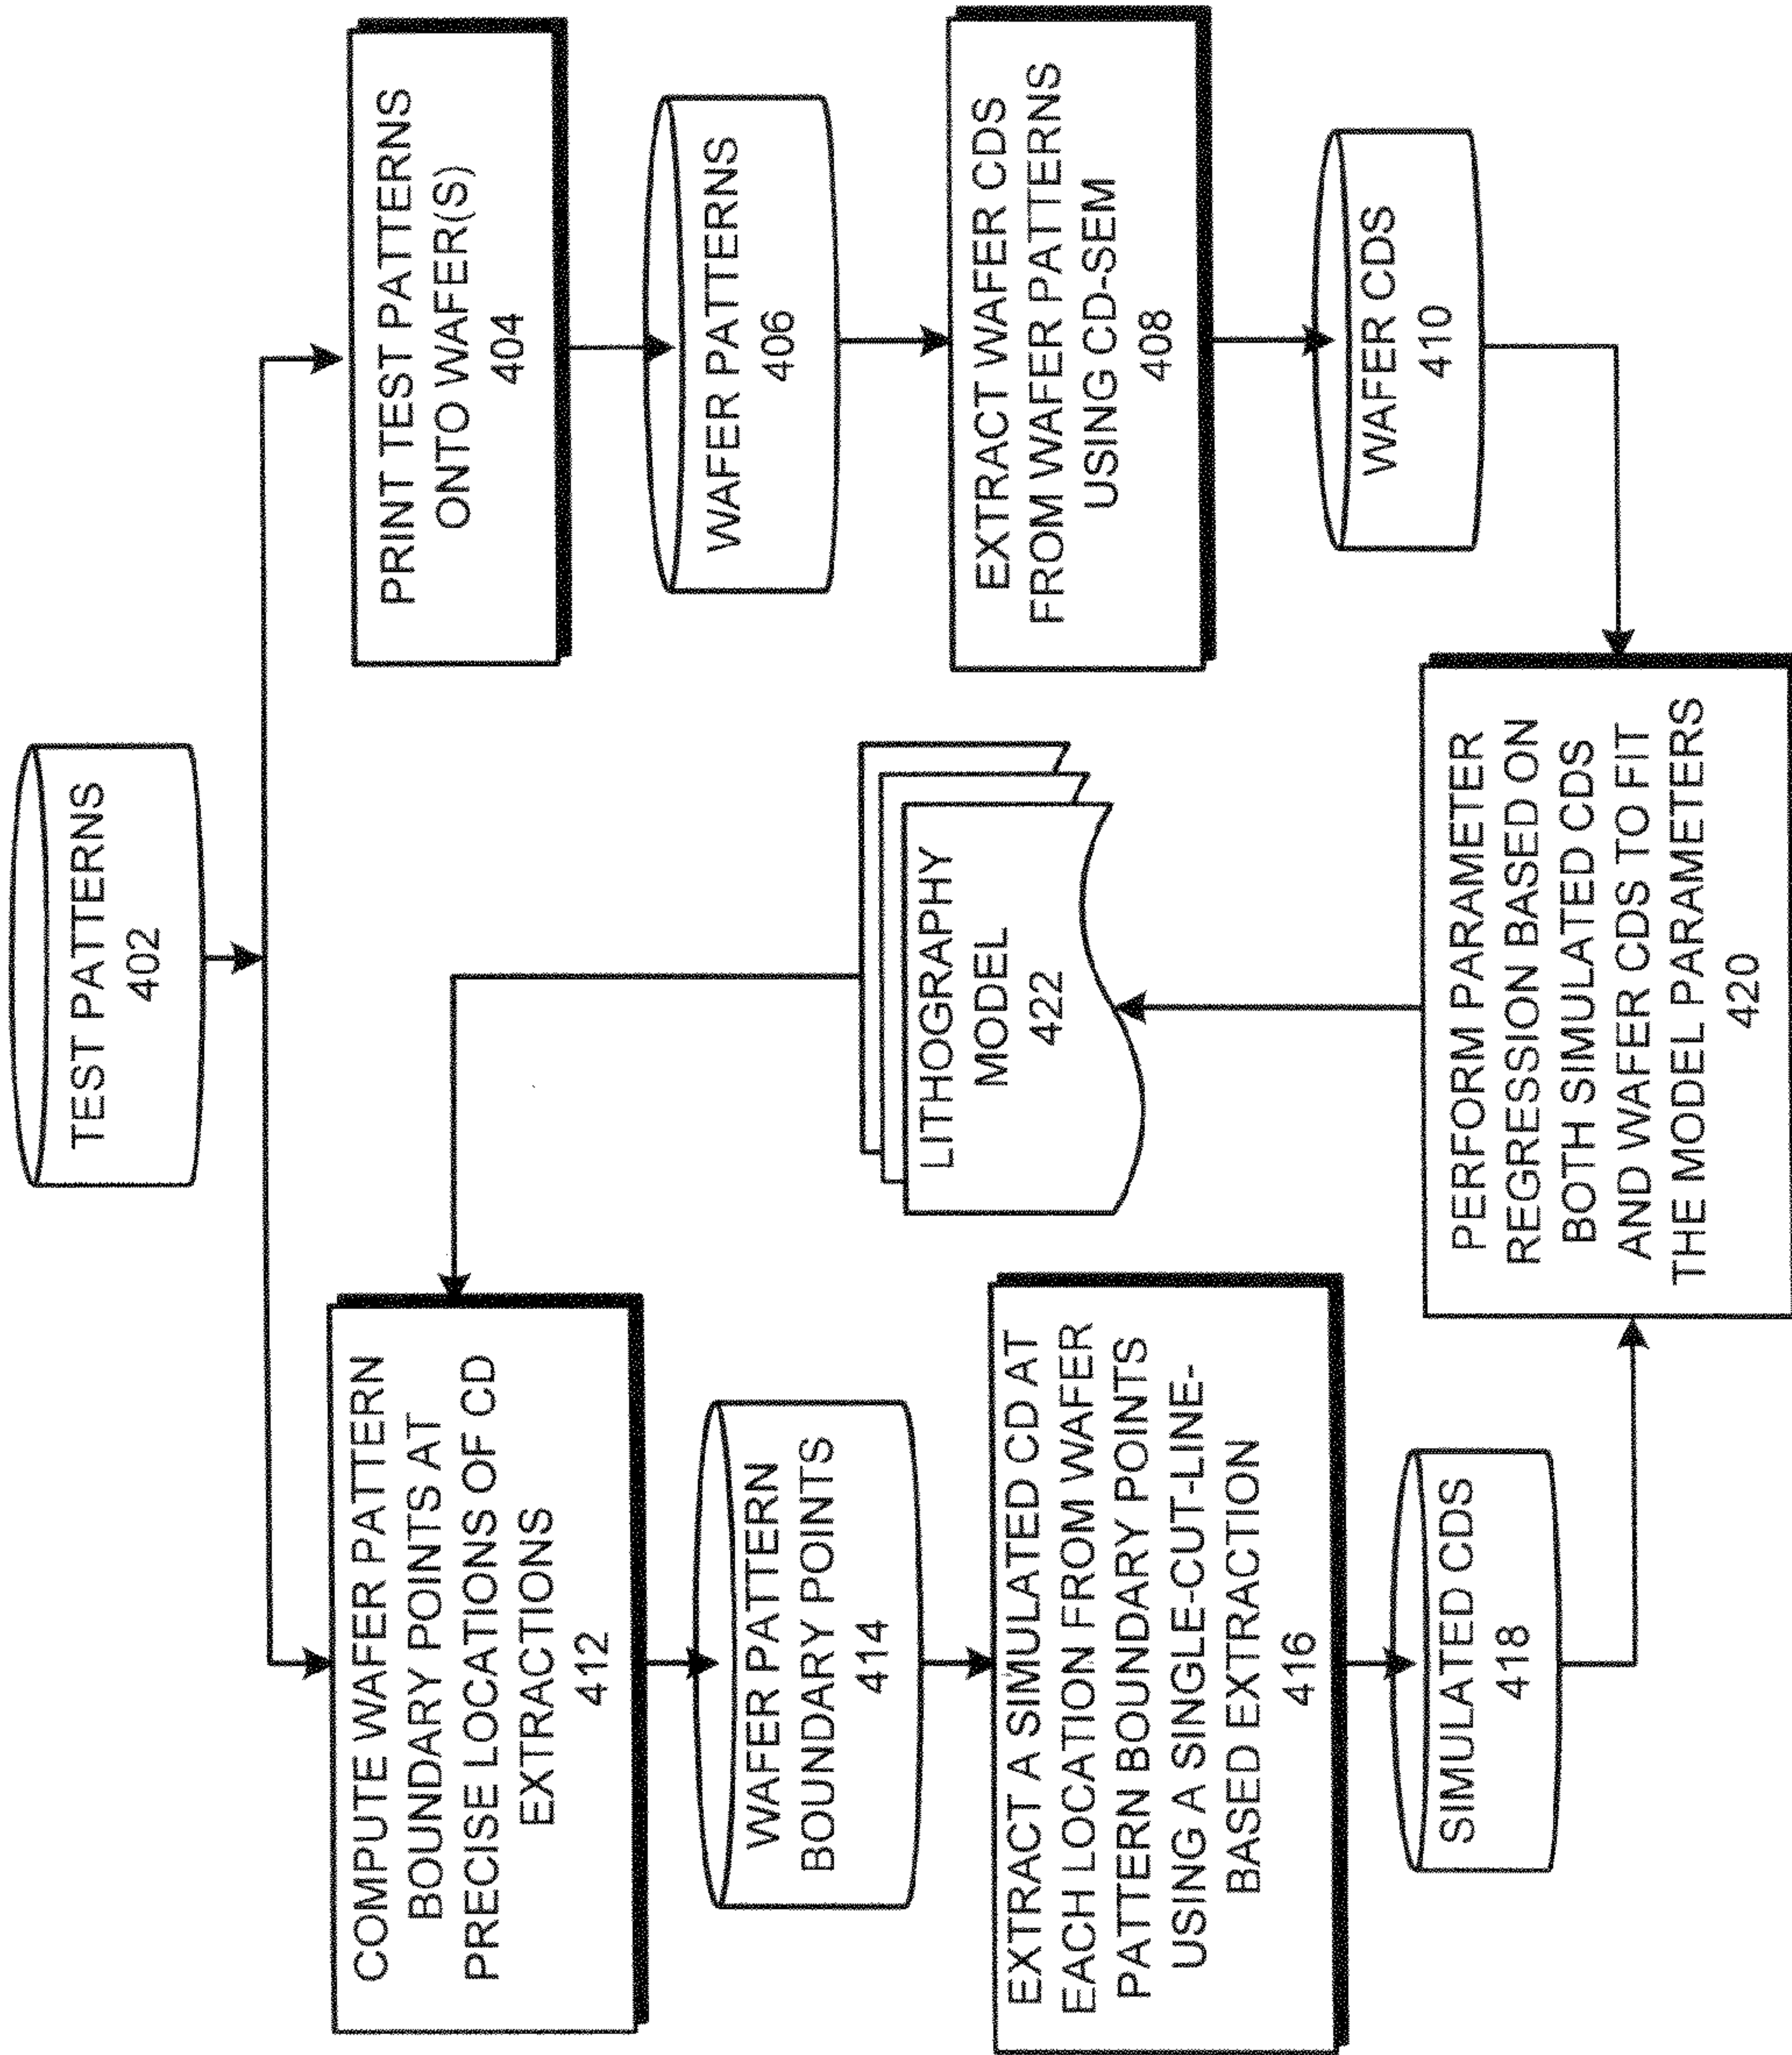 TEST PATTERNS
402
COMPUTE WAFER PATTERN
BOUNDARY POINTS AT
PRECISE LOCATIONS OF CD
EXTRACTIONS
412
WAFER PATTERN
BOUNDARY POINTS
414
EXTRACT A SIMULATED CD AT
EACH LOCATION FROM WAFER
PATTERN BOUNDARY POINTS
USING A SINGLE-CUT-LINE-
BASED EXTRACTION
416
SIMULATED CDS
418
LITHOGRAPHY
MODEL
422
PRINT TEST PATTERNS
ONTO WAFER(S)
404
WAFER PATTERNS
406
EXTRACT WAFER CDS
FROM WAFER PATTERNS
USING CD-SEM
408
WAFER CDS
410
PERFORM PARAMETER
REGRESSION BASED ON
BOTH SIMULATED CDS
AND WAFER CDS TO FIT
THE MODEL PARAMETERS
420